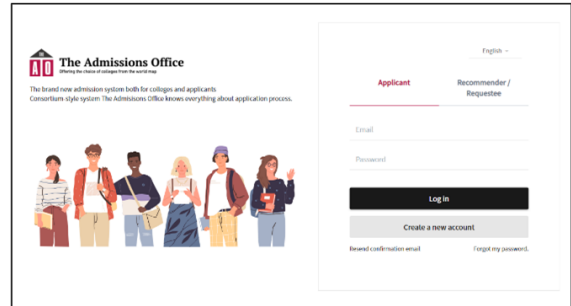 AO
The Admissions Office
Offering the choice of colleges from the world map
The brand new admission system both for colleges and applicants
Consortium-style system The Admisisons Office knows everything about application process.
English
Applicant
Recommender /
Requestee
Email
Password
Log in
Create a new account
Resend confirmation email
Forgot my password.